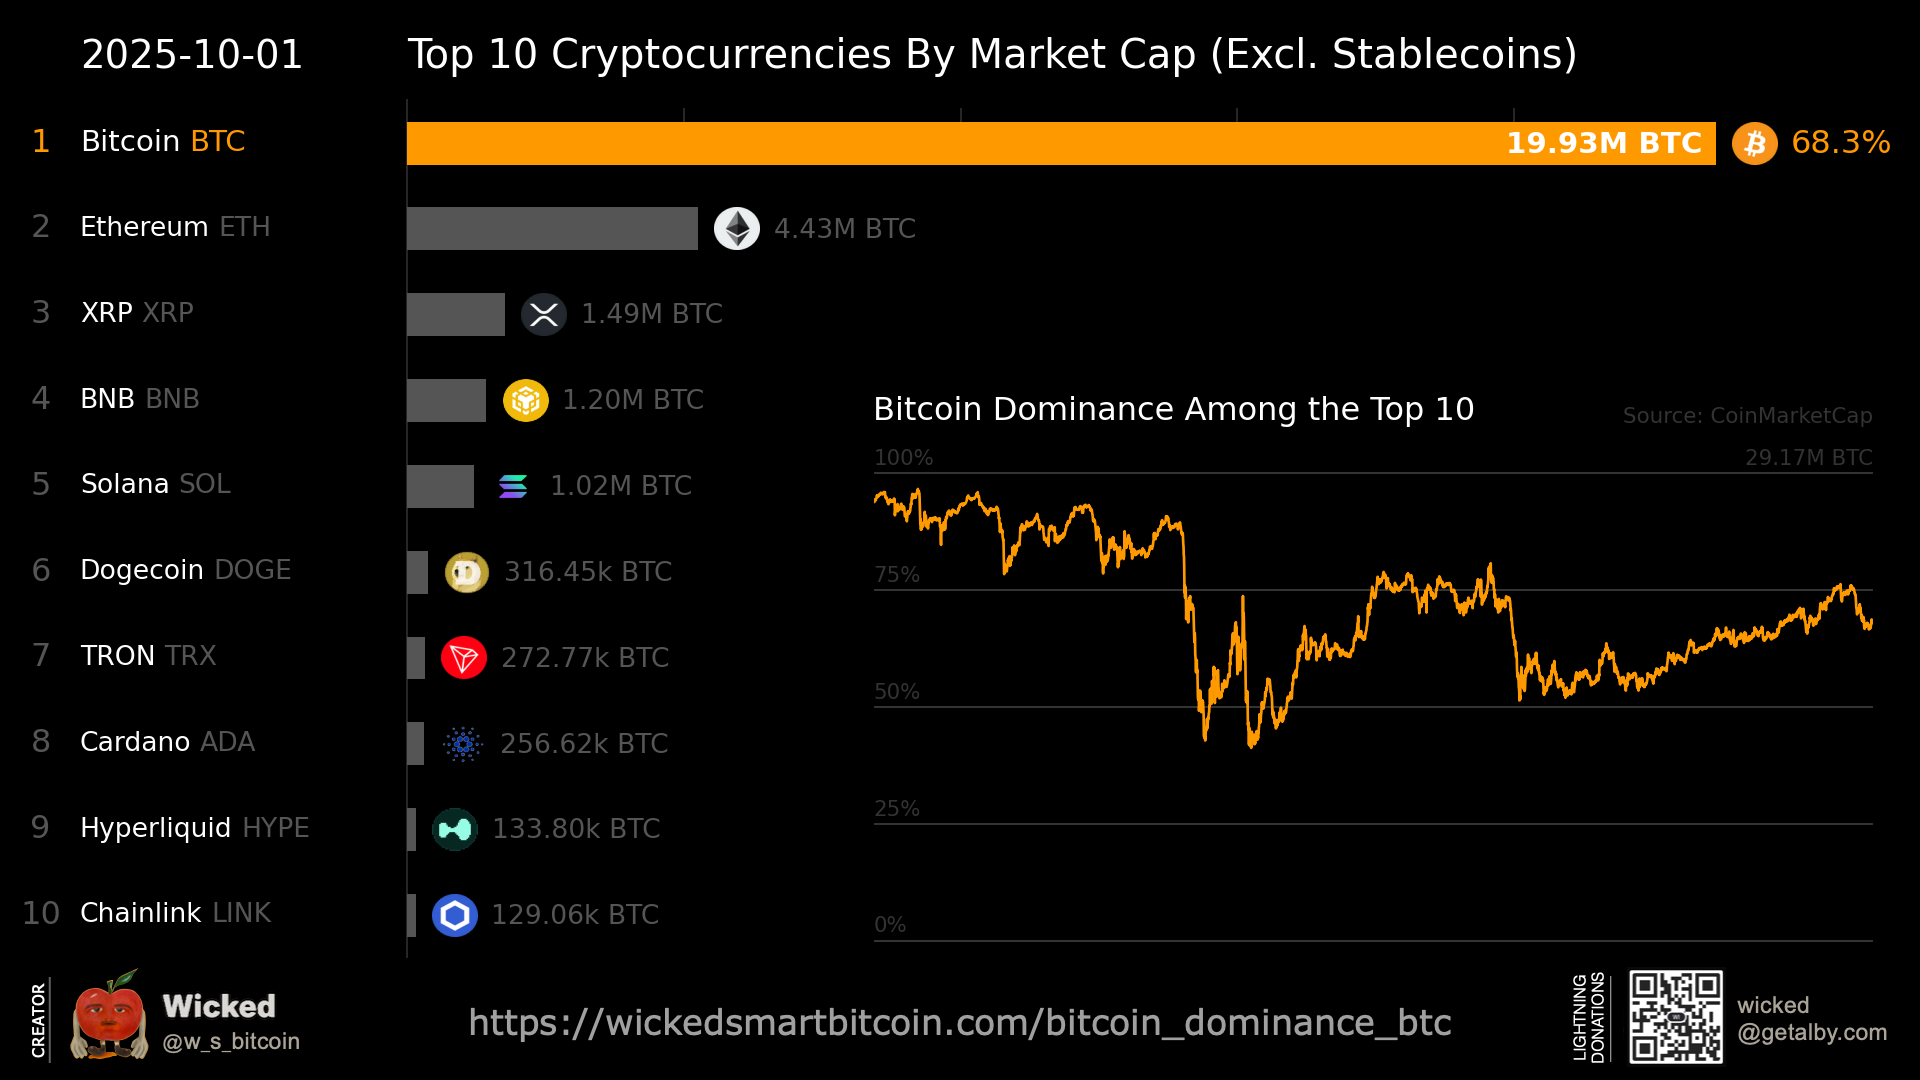 2025-10-01
Top 10 Cryptocurrencies By Market Cap (Excl. Stablecoins)
1 Bitcoin BTC 19.93M BTC 68.3%
2 Ethereum ETH 4.43M BTC
3 XRP XRP 1.49M BTC
4 BNB BNB 1.20M BTC
5 Solana SOL 1.02M BTC
6 Dogecoin DOGE 316.45k BTC
7 TRON TRX 272.77k BTC
8 Cardano ADA 256.62k BTC
9 Hyperliquid HYPE 133.80k BTC
10 Chainlink LINK 129.06k BTC
Bitcoin Dominance Among the Top 10
Source: CoinMarketCap
100% 29.17M BTC
75%
50%
25%
0%
CREATOR
Wicked
@w_s_bitcoin
https://wickedsmartbitcoin.com/bitcoin_dominance_btc
LIGHTNING
DONATIONS
wicked
@getalby.com